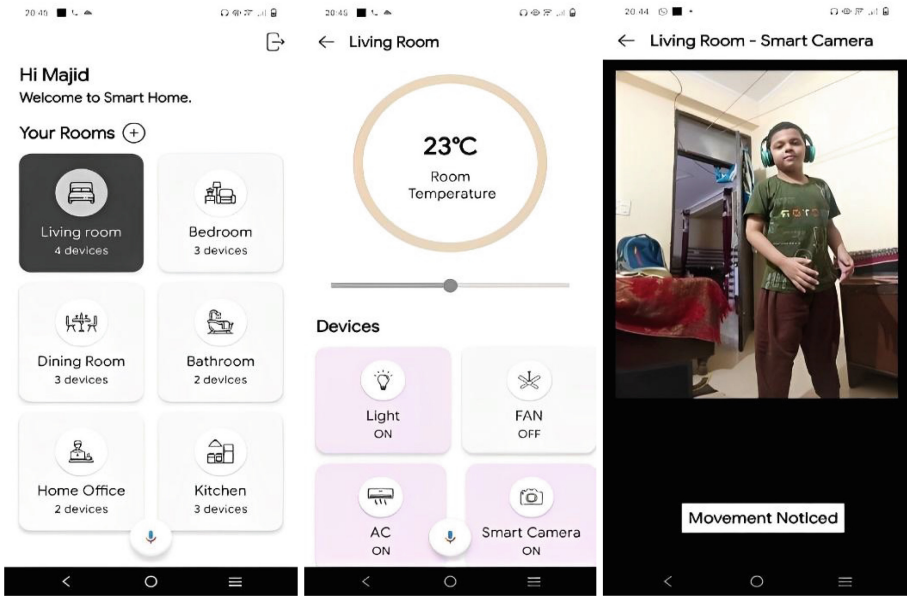 20:45
Hi Majid
Welcome to Smart Home.
Your Rooms
Living room
4 devices
Bedroom
3 devices
Dining Room
3 devices
Bathroom
2 devices
Home Office
2 devices
Kitchen
3 devices
20:45
Living Room
23°C
Room
Temperature
Devices
Light
ON
FAN
OFF
AC
ON
Smart Camera
ON
20:44
Living Room - Smart Camera
Movement Noticed